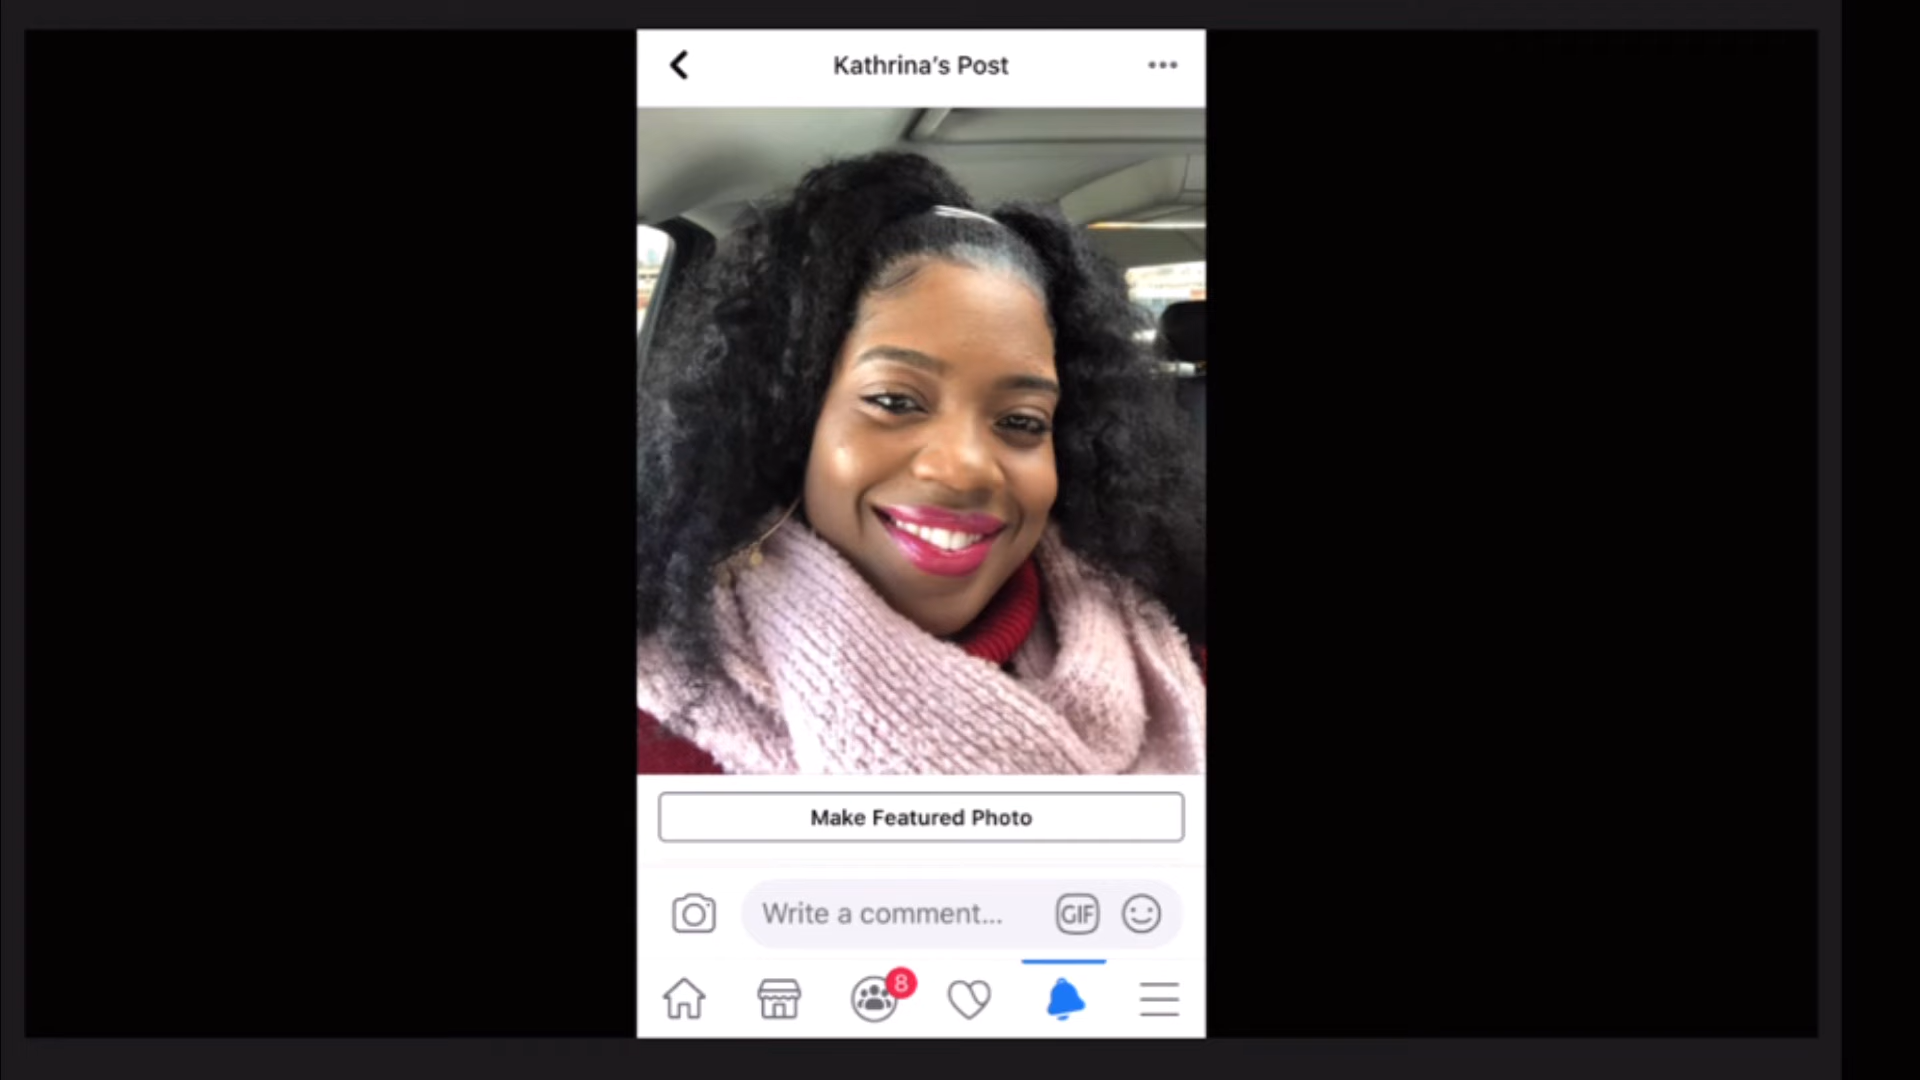 Kathrina's Post
Make Featured Photo
Write a comment...
GIF
8